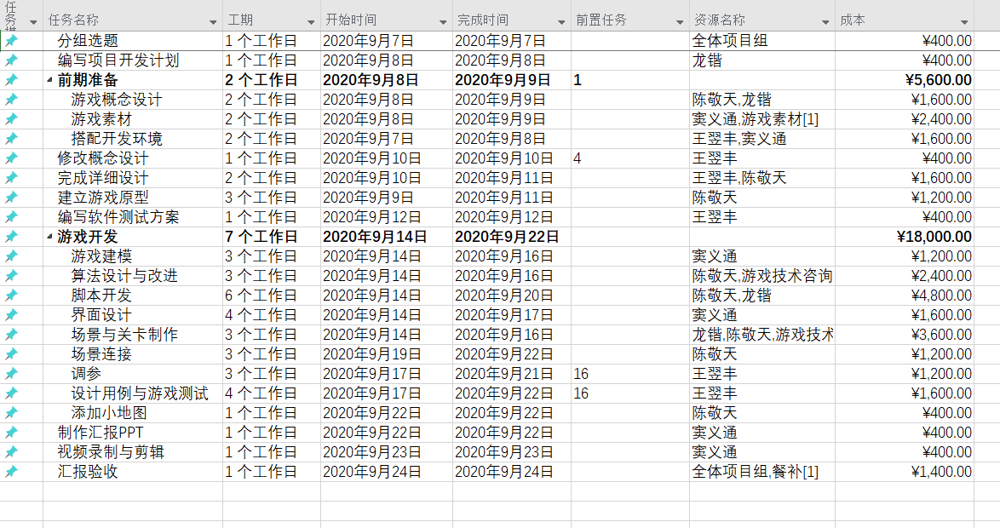 任务模 任务名称 工期 开始时间 完成时间 前置任务 资源名称 成本
分组选题 1 个工作日 2020年9月7日 2020年9月7日 全体项目组 ¥400.00
编写项目开发计划 1 个工作日 2020年9月8日 2020年9月8日 龙锴 ¥400.00
前期准备 2 个工作日 2020年9月8日 2020年9月9日 1 ¥5,600.00
游戏概念设计 2 个工作日 2020年9月8日 2020年9月9日 陈敬天,龙锴 ¥1,600.00
游戏素材 2 个工作日 2020年9月8日 2020年9月9日 窦义通,游戏素材[1] ¥2,400.00
搭配开发环境 2 个工作日 2020年9月7日 2020年9月8日 王翌丰,窦义通 ¥1,600.00
修改概念设计 1 个工作日 2020年9月10日 2020年9月10日 4 王翌丰 ¥400.00
完成详细设计 2 个工作日 2020年9月10日 2020年9月11日 王翌丰,陈敬天 ¥1,600.00
建立游戏原型 3 个工作日 2020年9月9日 2020年9月11日 陈敬天 ¥1,200.00
编写软件测试方案 1 个工作日 2020年9月12日 2020年9月12日 王翌丰 ¥400.00
游戏开发 7 个工作日 2020年9月14日 2020年9月22日 ¥18,000.00
游戏建模 3 个工作日 2020年9月14日 2020年9月16日 窦义通 ¥1,200.00
算法设计与改进 3 个工作日 2020年9月14日 2020年9月16日 陈敬天,游戏技术咨询 ¥2,400.00
脚本开发 6 个工作日 2020年9月14日 2020年9月20日 陈敬天,龙锴 ¥4,800.00
界面设计 4 个工作日 2020年9月14日 2020年9月17日 窦义通 ¥1,600.00
场景与关卡制作 3 个工作日 2020年9月14日 2020年9月16日 龙锴,陈敬天,游戏技术 ¥3,600.00
场景连接 3 个工作日 2020年9月19日 2020年9月22日 陈敬天 ¥1,200.00
调参 3 个工作日 2020年9月17日 2020年9月21日 16 王翌丰 ¥1,200.00
设计用例与游戏测试 4 个工作日 2020年9月17日 2020年9月22日 16 王翌丰 ¥1,600.00
添加小地图 1 个工作日 2020年9月22日 2020年9月22日 陈敬天 ¥400.00
制作汇报PPT 1 个工作日 2020年9月22日 2020年9月22日 窦义通 ¥400.00
视频录制与剪辑 1 个工作日 2020年9月23日 2020年9月23日 窦义通 ¥400.00
汇报验收 1 个工作日 2020年9月24日 2020年9月24日 全体项目组,餐补[1] ¥1,400.00